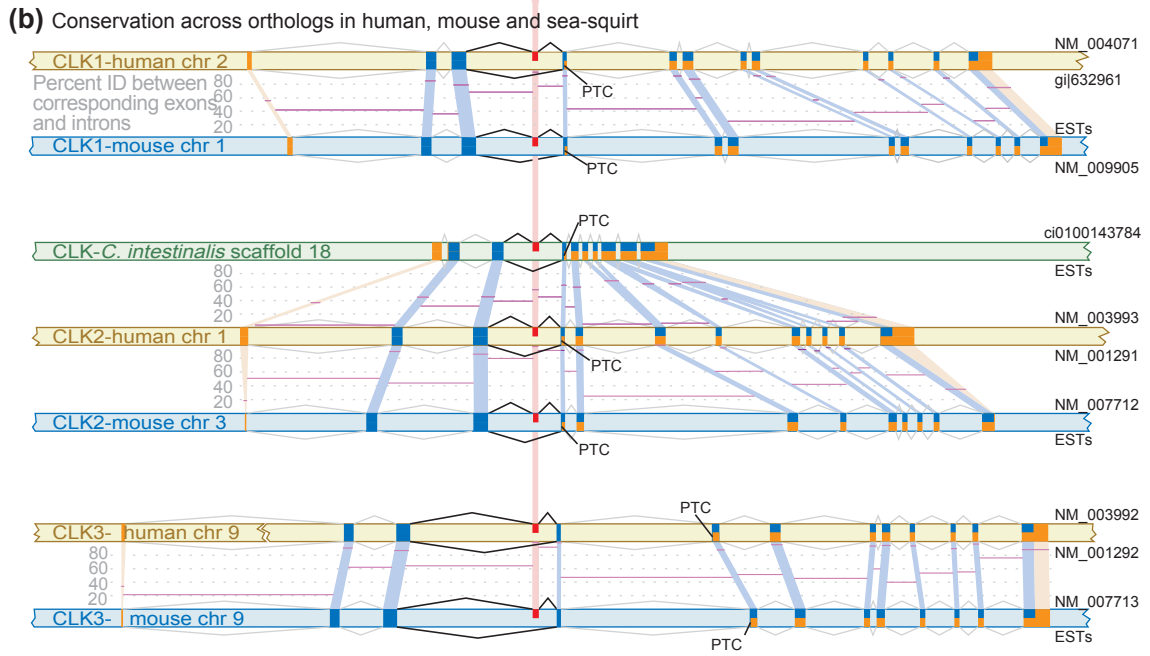 (b) Conservation across orthologs in human, mouse and sea-squirt
NM_004071
CLK1-human chr 2
gi|632961
PTC
Percent ID between
corresponding exons
and introns
80
60
40
20
ESTs
CLK1-mouse chr 1
NM_009905
PTC
PTC
ci0100143784
CLK-C. intestinalis scaffold 18
ESTs
80
60
40
20
NM_003993
CLK2-human chr 1
NM_001291
PTC
80
60
40
20
NM_007712
CLK2-mouse chr 3
ESTs
PTC
PTC
NM_003992
CLK3- human chr 9
NM_001292
80
60
40
20
NM_007713
CLK3- mouse chr 9
ESTs
PTC